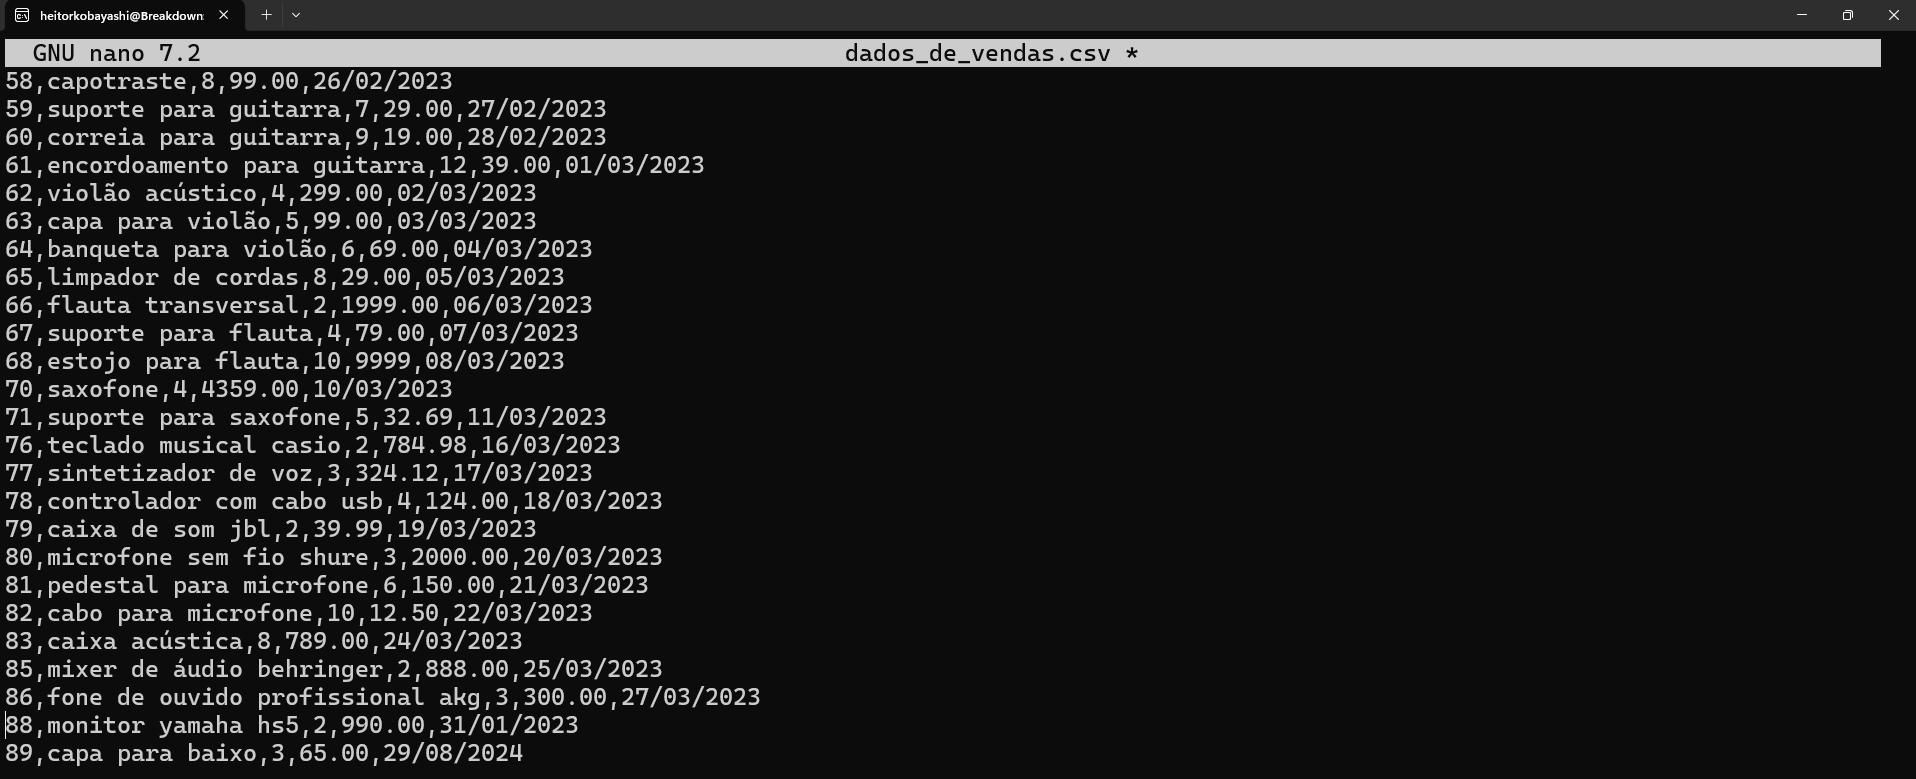 heitorkobayashi@Breakdown:
GNU nano 7.2 dados_de_vendas.csv *
58,capotraste,8,99.00,26/02/2023
59,suporte para guitarra,7,29.00,27/02/2023
60,correia para guitarra,9,19.00,28/02/2023
61,encordoamento para guitarra,12,39.00,01/03/2023
62,violão acústico,4,299.00,02/03/2023
63,capa para violão,5,99.00,03/03/2023
64,banqueta para violão,6,69.00,04/03/2023
65,limpador de cordas,8,29.00,05/03/2023
66,flauta transversal,2,1999.00,06/03/2023
67,suporte para flauta,4,79.00,07/03/2023
68,estojo para flauta,10,9999,08/03/2023
70,saxofone,4,4359.00,10/03/2023
71,suporte para saxofone,5,32.69,11/03/2023
76,teclado musical casio,2,784.98,16/03/2023
77,sintetizador de voz,3,324.12,17/03/2023
78,controlador com cabo usb,4,124.00,18/03/2023
79,caixa de som jbl,2,39.99,19/03/2023
80,microfone sem fio shure,3,2000.00,20/03/2023
81,pedestal para microfone,6,150.00,21/03/2023
82,cabo para microfone,10,12.50,22/03/2023
83,caixa acústica,8,789.00,24/03/2023
85,mixer de áudio behringer,2,888.00,25/03/2023
86,fone de ouvido profissional akg,3,300.00,27/03/2023
88,monitor yamaha hs5,2,990.00,31/01/2023
89,capa para baixo,3,65.00,29/08/2024